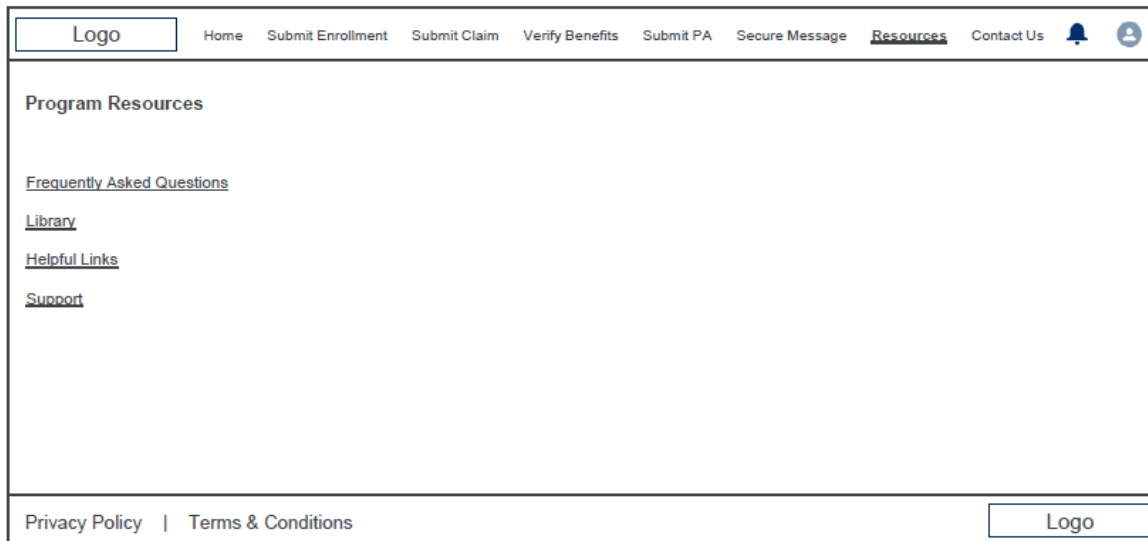 Logo Home Submit Enrollment Submit Claim Verify Benefits Submit PA Secure Message Resources Contact Us
Program Resources
Frequently Asked Questions
Library
Helpful Links
Support
Privacy Policy | Terms & Conditions Logo